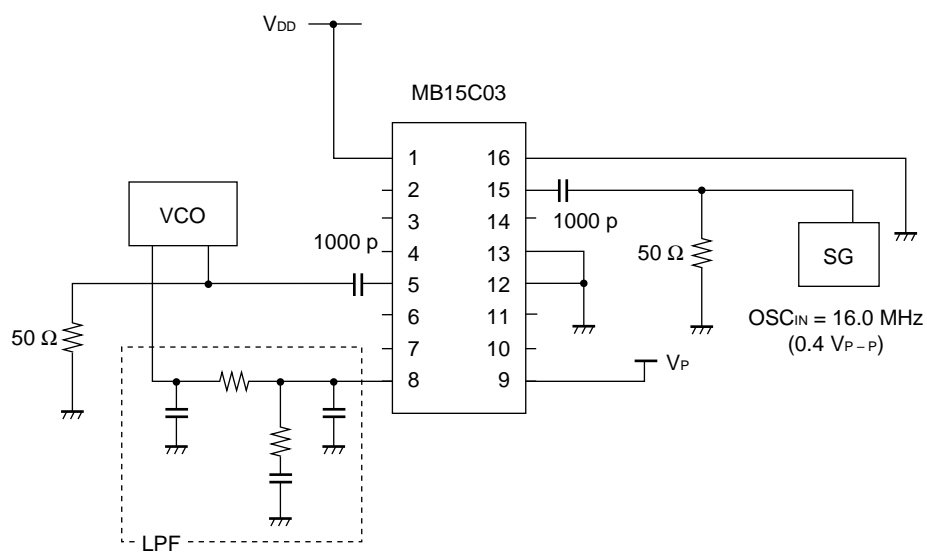 VDD
MB15C03
1 16
2 15
VCO
3 14
1000 p
1000 p
4 13
50 Ω
SG
5 12
6 11
OSCIN = 16.0 MHz
50 Ω
(0.4 VP – P)
7 10
VP
8 9
LPF